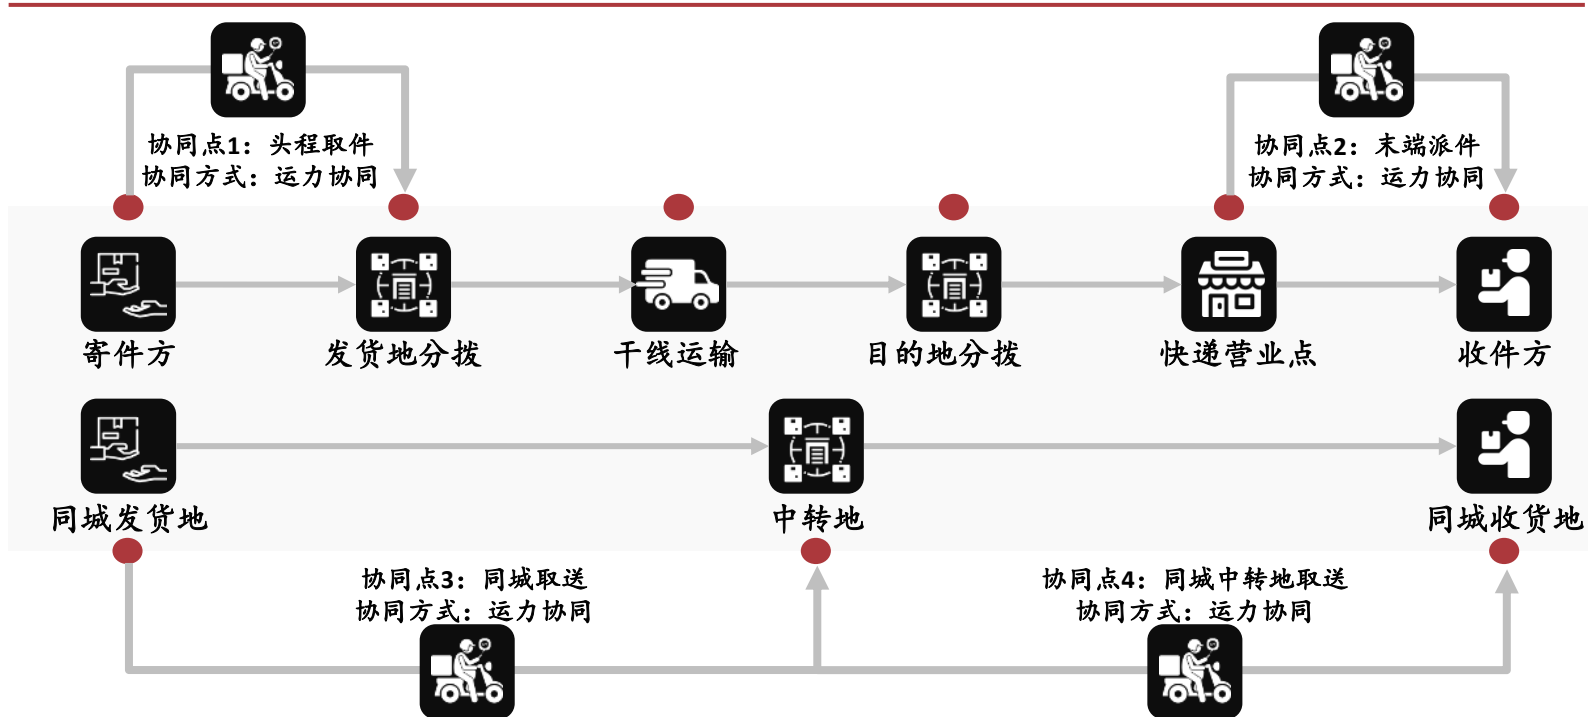 协同点1：头程取件
协同方式：运力协同
协同点2：末端派件
协同方式：运力协同
寄件方
发货地分拨
干线运输
目的地分拨
快递营业点
收件方
同城发货地
中转地
同城收货地
协同点3：同城取送
协同方式：运力协同
协同点4：同城中转地取送
协同方式：运力协同